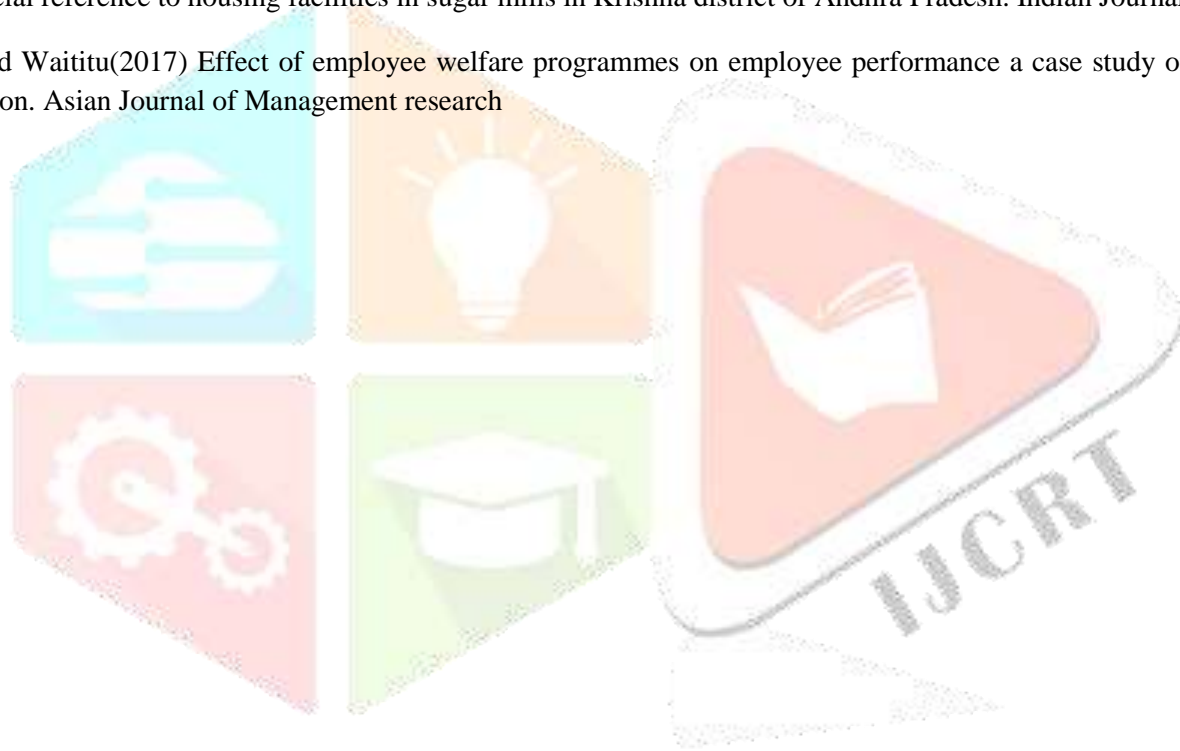 cial reference to housing facilities in sugar mills in Krishna district of Andhra Pradesh. Indian Journal
d Waititu(2017) Effect of employee welfare programmes on employee performance a case study o
on. Asian Journal of Management research
IJCRT